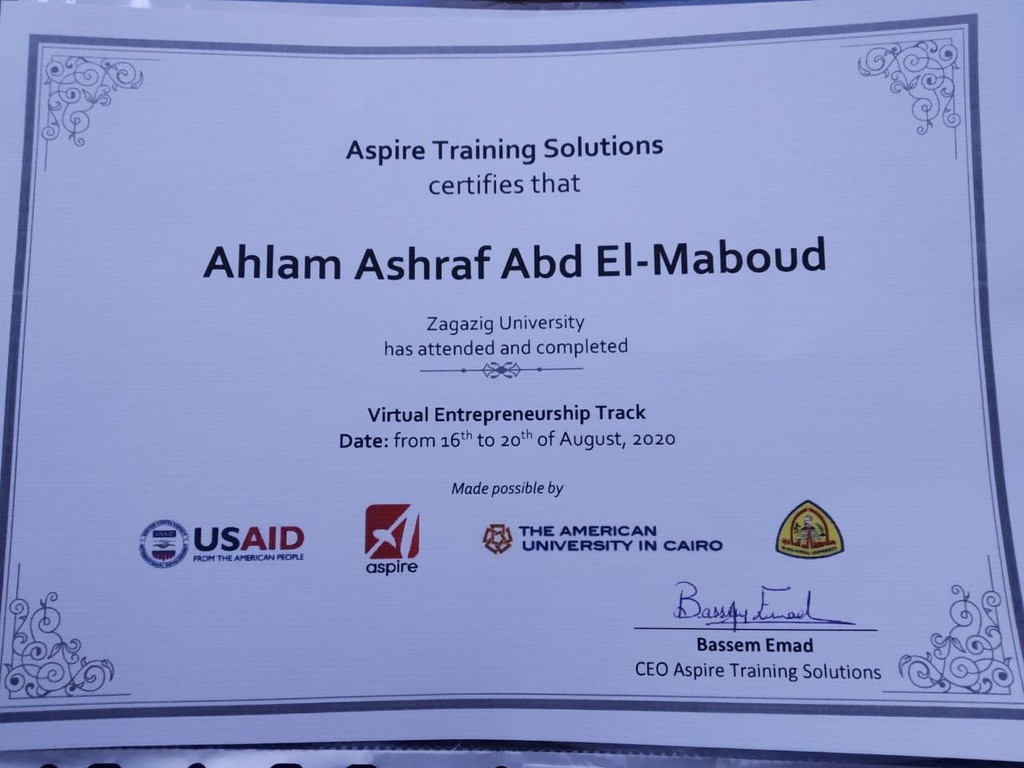 Aspire Training Solutions
certifies that
Ahlam Ashraf Abd El-Maboud
Zagazig University
has attended and completed
Virtual Entrepreneurship Track
Date: from 16th to 20th of August, 2020
Made possible by
USAID
USAID
FROM THE AMERICAN PEOPLE
aspire
THE AMERICAN
UNIVERSITY IN CAIRO
Bassem Emad
CEO Aspire Training Solutions